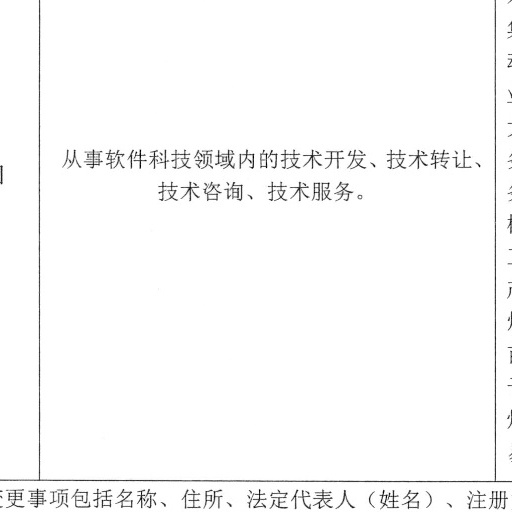 从事软件科技领域内的技术开发、技术转让、
技术咨询、技术服务。
更事项包括名称、住所、法定代表人（姓名）、注册